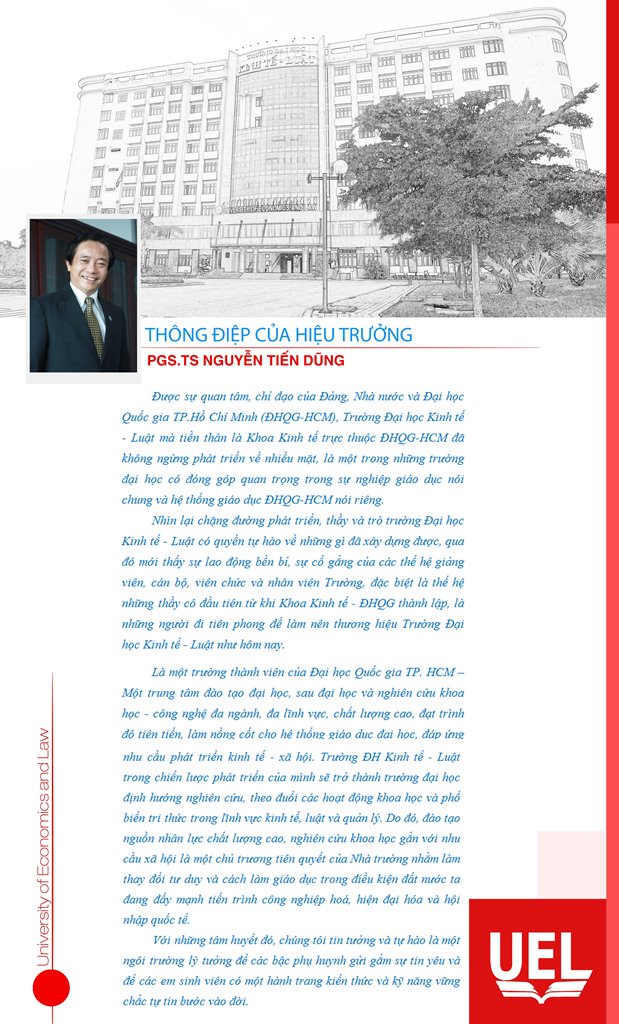 TRƯỜNG ĐẠI HỌC
KINH TẾ - LUẬT
THÔNG ĐIỆP CỦA HIỆU TRƯỞNG
PGS.TS NGUYỄN TIẾN DŨNG
Được sự quan tâm, chỉ đạo của Đảng, Nhà nước và Đại học
Quốc gia TP.Hồ Chí Minh (ĐHQG-HCM), Trường Đại học Kinh tế
- Luật mà tiền thân là Khoa Kinh tế trực thuộc ĐHQG-HCM đã
không ngừng phát triển về nhiều mặt, là một trong những trường
đại học có đóng góp quan trọng trong sự nghiệp giáo dục nói
chung và hệ thống giáo dục ĐHQG-HCM nói riêng.
Nhìn lại chặng đường phát triển, thầy và trò trường Đại học
Kinh tế - Luật có quyền tự hào về những gì đã xây dựng được, qua
đó mới thấy sự lao động bền bỉ, sự cố gắng của các thế hệ giảng
viên, cán bộ, viên chức và nhân viên Trường, đặc biệt là thế hệ
những thầy cô đầu tiên từ khi Khoa Kinh tế - ĐHQG thành lập, là
những người đi tiên phong để làm nên thương hiệu Trường Đại
học Kinh tế - Luật như hôm nay.
Là một trường thành viên của Đại học Quốc gia TP. HCM –
Một trung tâm đào tạo đại học, sau đại học và nghiên cứu khoa
học - công nghệ đa ngành, đa lĩnh vực, chất lượng cao, đạt trình
độ tiên tiến, làm nòng cốt cho hệ thống giáo dục đại học, đáp ứng
nhu cầu phát triển kinh tế - xã hội. Trường ĐH Kinh tế - Luật
trong chiến lược phát triển của mình sẽ trở thành trường đại học
định hướng nghiên cứu, theo đuổi các hoạt động khoa học và phổ
biến tri thức trong lĩnh vực kinh tế, luật và quản lý. Do đó, đào tạo
nguồn nhân lực chất lượng cao, nghiên cứu khoa học gắn với nhu
cầu xã hội là một chủ trương tiên quyết của Nhà trường nhằm làm
thay đổi tư duy và cách làm giáo dục trong điều kiện đất nước ta
đang đẩy mạnh tiến trình công nghiệp hoá, hiện đại hóa và hội
nhập quốc tế.
Với những tâm huyết đó, chúng tôi tin tưởng và tự hào là một
ngôi trường lý tưởng để các bậc phụ huynh gửi gắm sự tin yêu và
để các em sinh viên có một hành trang kiến thức và kỹ năng vững
chắc tự tin bước vào đời.
University of Economics and Law
UEL